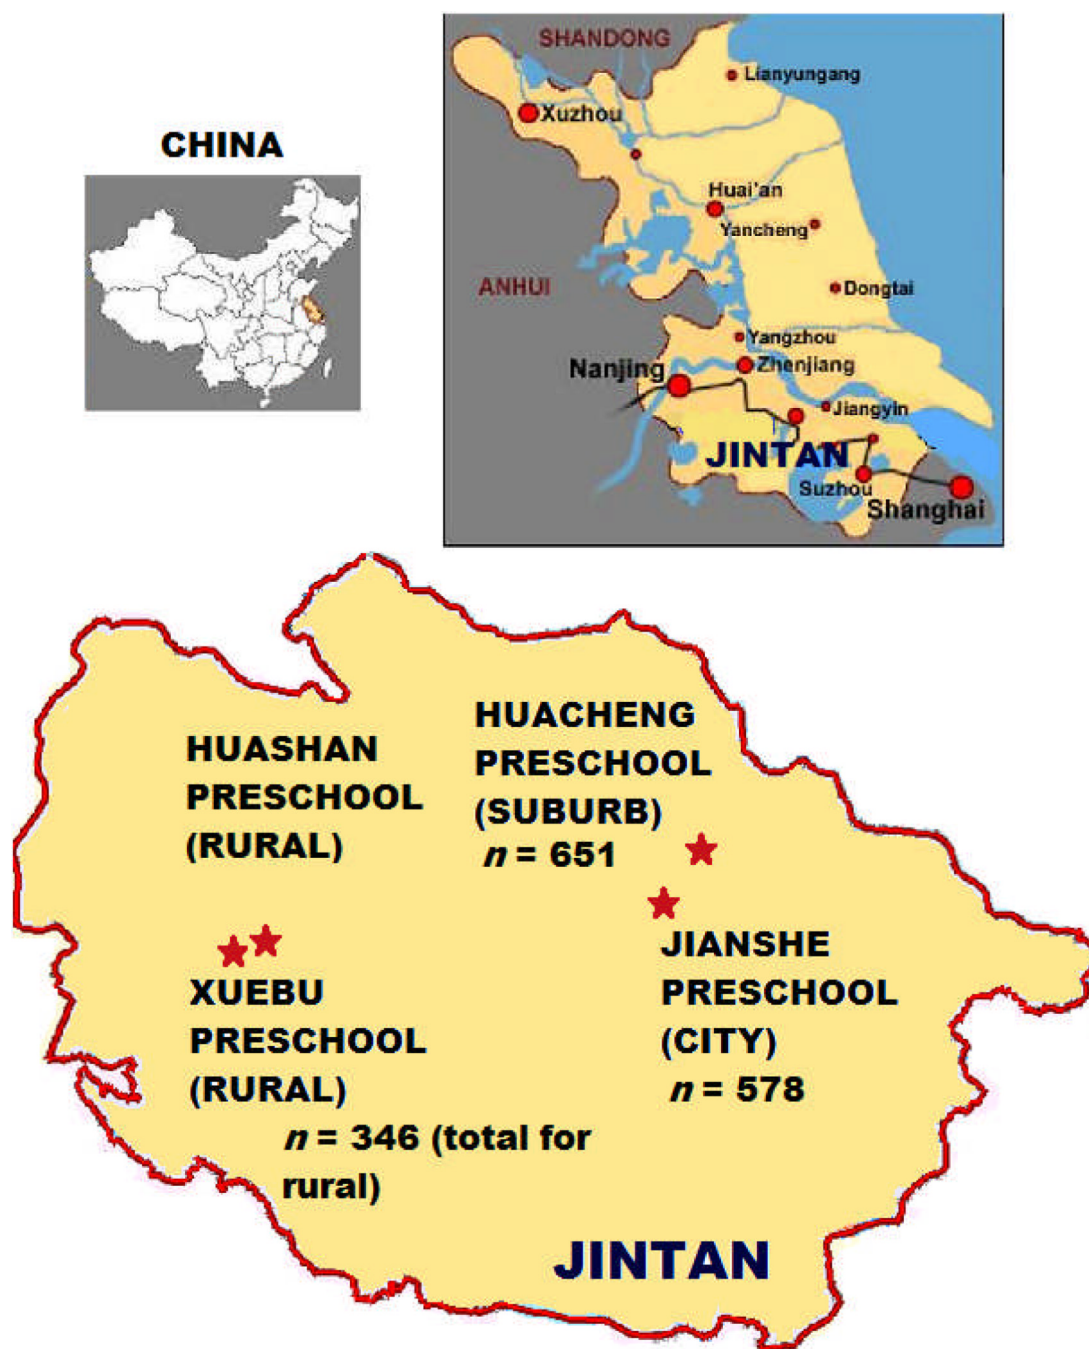 CHINA
SHANDONG
Lianyungang
Xuzhou
Huai'an
Yancheng
ANHUI
Dongtai
Yangzhou
Zhenjiang
Nanjing
Jiangyin
JINTAN
Suzhou
Shanghai
HUASHAN
PRESCHOOL
(RURAL)
HUACHENG
PRESCHOOL
(SUBURB)
n = 651
XUEBU
PRESCHOOL
(RURAL)
n = 346 (total for
rural)
JIANSHE
PRESCHOOL
(CITY)
n = 578
JINTAN